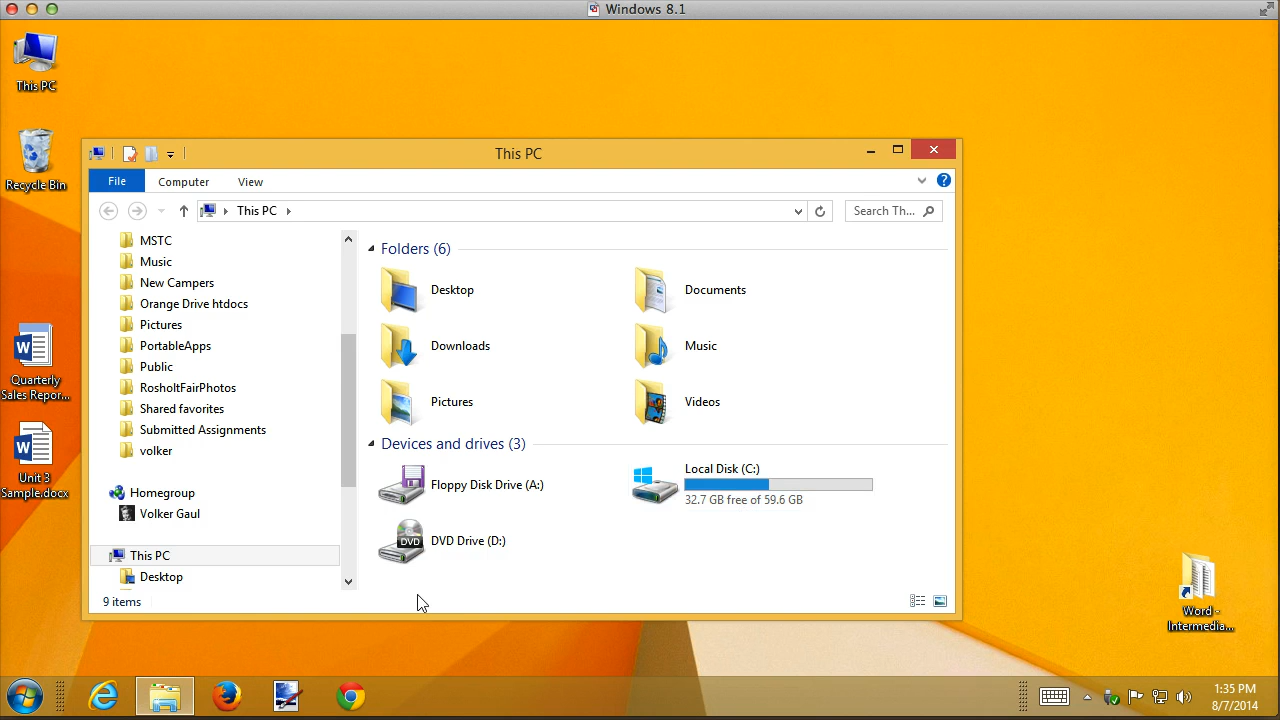 Windows 8.1
This PC
Recycle Bin
Quarterly
Sales Repor...
Unit 3
Sample.docx
This PC
File
Computer
View
This PC
Search Th...
MSTC
Music
New Campers
Orange Drive htdocs
Pictures
PortableApps
Public
RosholtFairPhotos
Shared favorites
Submitted Assignments
volker
Homegroup
Volker Gaul
This PC
Desktop
Folders (6)
Desktop
Documents
Downloads
Music
Pictures
Videos
Devices and drives (3)
Floppy Disk Drive (A:)
Local Disk (C:)
32.7 GB free of 59.6 GB
DVD
DVD Drive (D:)
9 items
Word -
Intermedia...
1:35 PM
8/7/2014